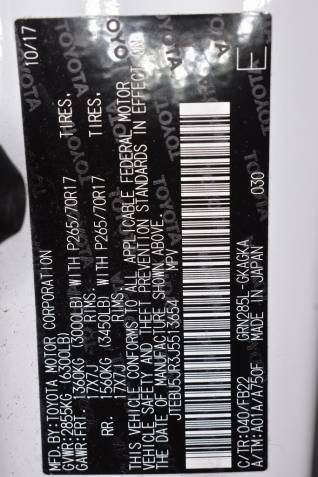 MFD.BY:TOYOTA MOTOR CORPORATION 10/17
GVWR:2855KG (6300LB)
GAWR:FRT. 1360KG (3000LB) WITH P265/70R17 TIRES,
17X7J RIMS,
RR. 1560KG (3450LB) WITH P265/70R17 TIRES,
17X7J RIMS,
THIS VEHICLE CONFORMS TO ALL APPLICABLE FEDERAL MOTOR
VEHICLE SAFETY AND THEFT PREVENTION STANDARDS IN EFFECT ON
THE DATE OF MANUFACTURE SHOWN ABOVE.
JTEBU5JR3J5513654 MPV
C/TR:040/FB22 GRN285L-GKJGKA 030
A/TM:A01A/A750F MADE IN JAPAN E